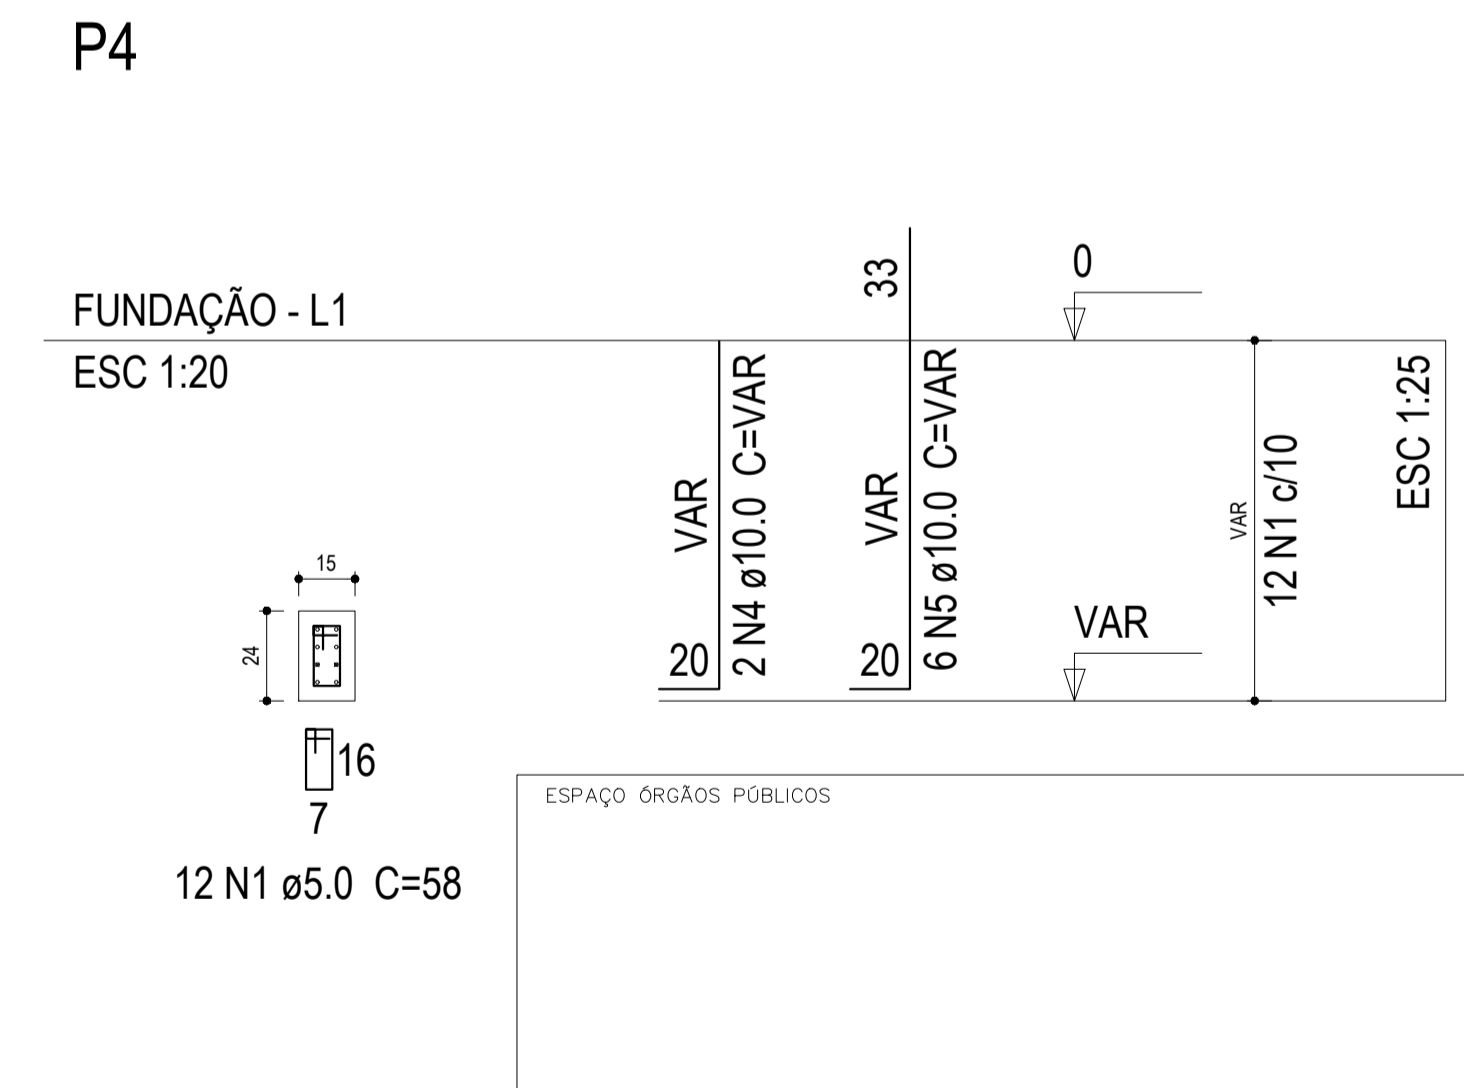 P4
FUNDAÇÃO - L1
ESC 1:20
33
0
VAR
2 N4 ø10.0 C=VAR
20
VAR
6 N5 ø10.0 C=VAR
20
VAR
VAR
12 N1 c/10
ESC 1:25
15
24
16
7
12 N1 ø5.0 C=58
ESPAÇO ÓRGÃOS PÚBLICOS